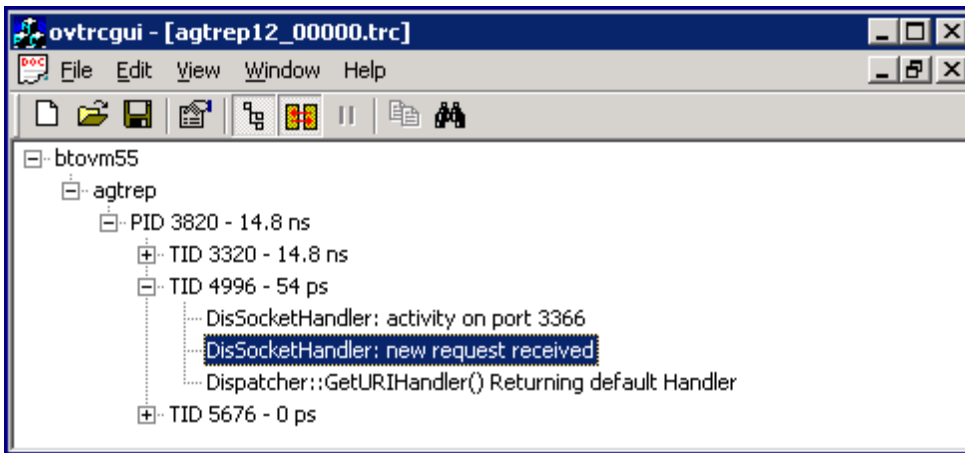 ovtrcgui - [agtrep12_00000.trc]
File Edit View Window Help
btovm55
agtrep
PID 3820 - 14.8 ns
TID 3320 - 14.8 ns
TID 4996 - 54 ps
DisSocketHandler: activity on port 3366
DisSocketHandler: new request received
Dispatcher::GetURIHandler() Returning default Handler
TID 5676 - 0 ps